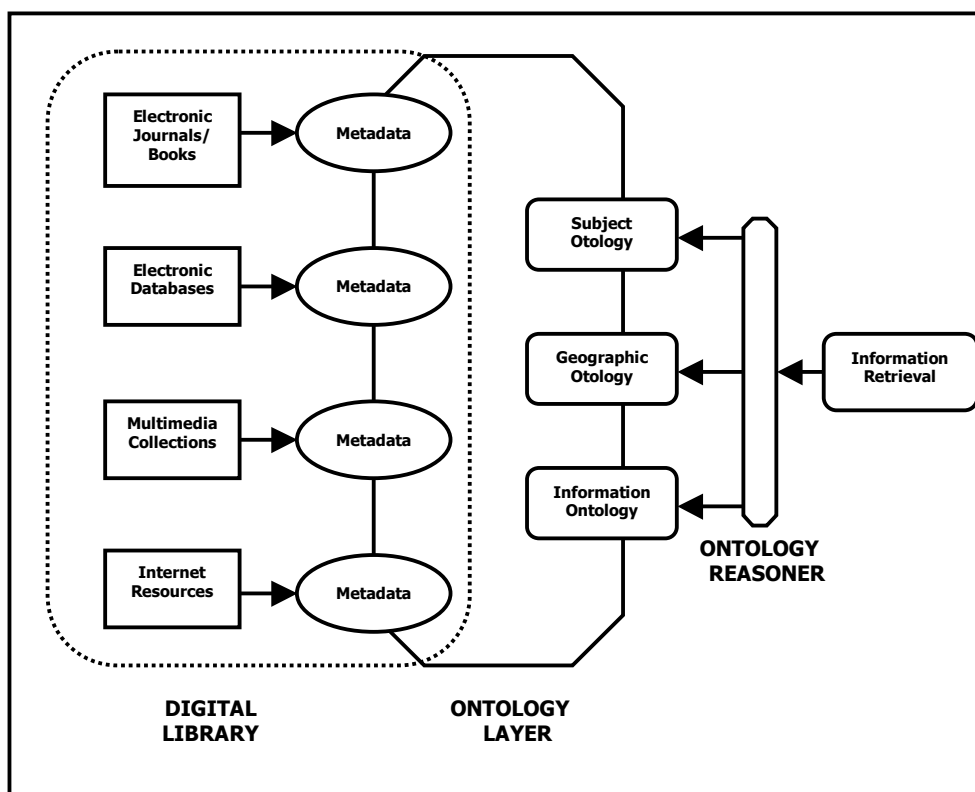 Electronic
Journals/
Books
Metadata
Electronic
Databases
Metadata
Multimedia
Collections
Metadata
Internet
Resources
Metadata
Subject
Otology
Geographic
Otology
Information
Ontology
Information
Retrieval
ONTOLOGY
REASONER
DIGITAL
LIBRARY
ONTOLOGY
LAYER